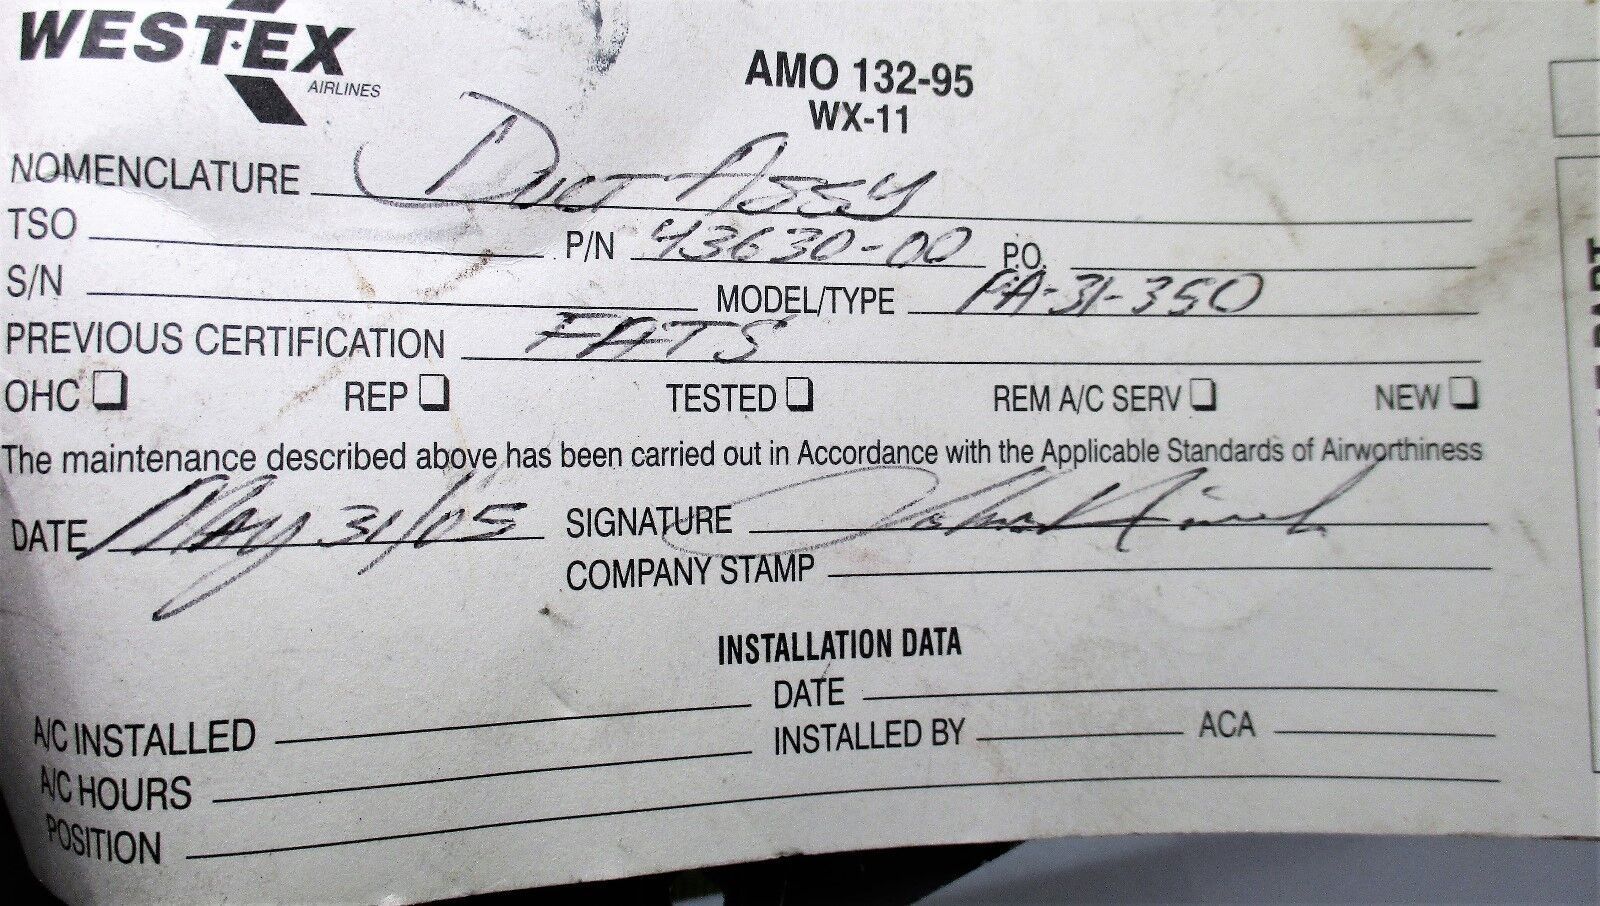 WESTEX
AIRLINES
AMO 132-95
WX-11
NOMENCLATURE Duct Assy
TSO P/N 43630-00 P.O.
S/N MODEL/TYPE PA-31-350
PREVIOUS CERTIFICATION FATS
OHC REP TESTED REM A/C SERV NEW
The maintenance described above has been carried out in Accordance with the Applicable Standards of Airworthiness
DATE May 31/05 SIGNATURE
COMPANY STAMP
INSTALLATION DATA
A/C INSTALLED DATE
A/C HOURS INSTALLED BY ACA
POSITION